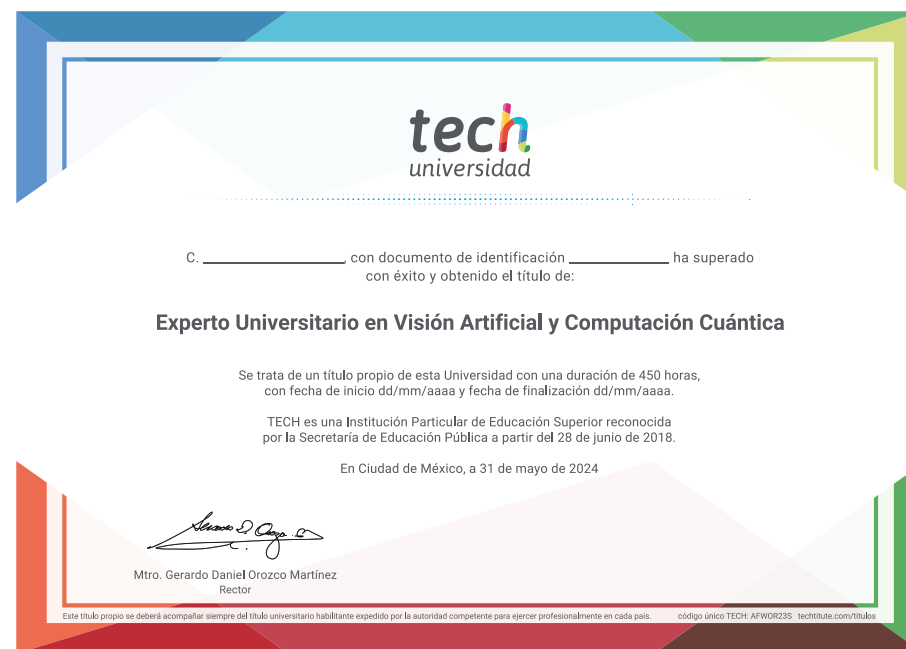 tech
universidad
C. ____________________, con documento de identificación ______________ ha superado
con éxito y obtenido el título de:
Experto Universitario en Visión Artificial y Computación Cuántica
Se trata de un título propio de esta Universidad con una duración de 450 horas,
con fecha de inicio dd/mm/aaaa y fecha de finalización dd/mm/aaaa.
TECH es una Institución Particular de Educación Superior reconocida
por la Secretaría de Educación Pública a partir del 28 de junio de 2018.
En Ciudad de México, a 31 de mayo de 2024
Mtro. Gerardo Daniel Orozco Martínez
Rector
Este título propio se deberá acompañar siempre del título universitario habilitante expedido por la autoridad competente para ejercer profesionalmente en cada país. código único TECH: AFWOR23S techtitute.com/titulos